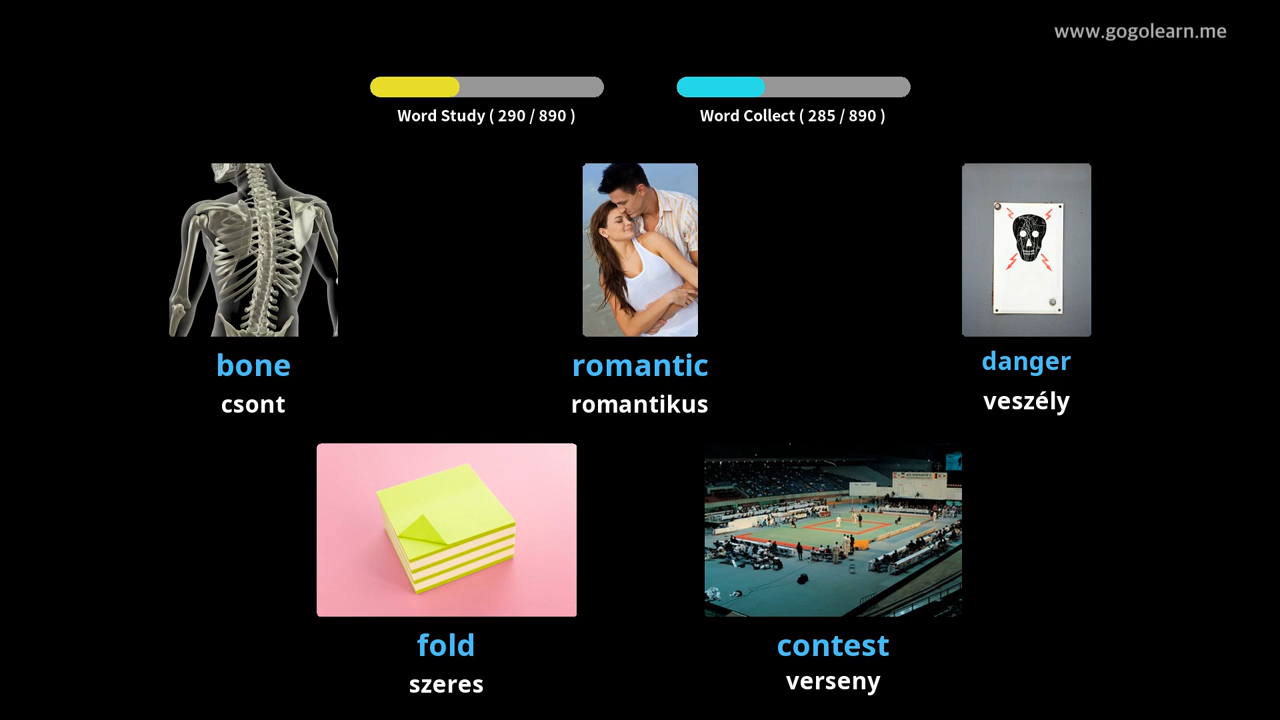 www.gogolearn.me
Word Study ( 290 / 890 )
Word Collect ( 285 / 890 )
bone
csont
romantic
romantikus
danger
veszély
fold
szeres
contest
verseny